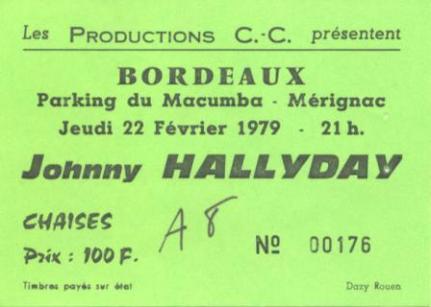 Les PRODUCTIONS C.-C. présentent
BORDEAUX
Parking du Macumba - Mérignac
Jeudi 22 Février 1979 - 21 h.
Johnny HALLYDAY
CHAISES A 8
Prix : 100 F. Nº 00176
Timbres payés sur état Dazy Rouen